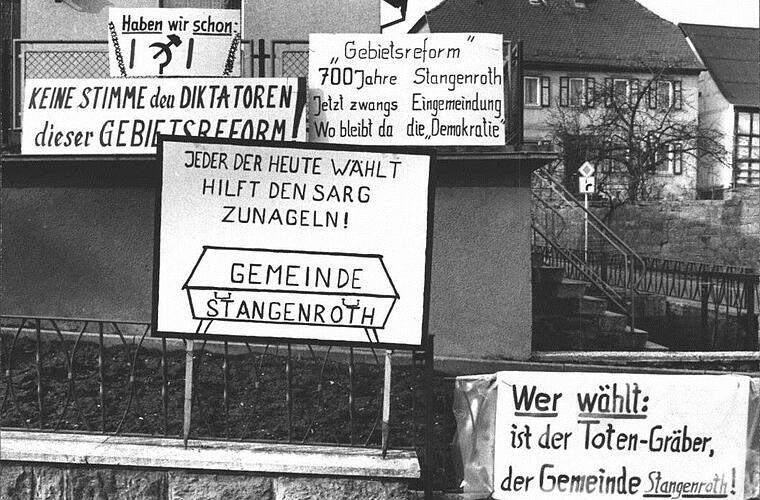 Haben wir schon:
KEINE STIMME den DIKTATOREN
dieser GEBIETSREFORM!
„Gebietsreform“
700 Jahre Stangenroth
Jetzt zwangs Eingemeindung
Wo bleibt da die „Demokratie“
JEDER DER HEUTE WÄHLT
HILFT DEN SARG
ZUNAGELN!
GEMEINDE
STANGENROTH
Wer wählt:
ist der Toten-Gräber,
der Gemeinde Stangenroth!